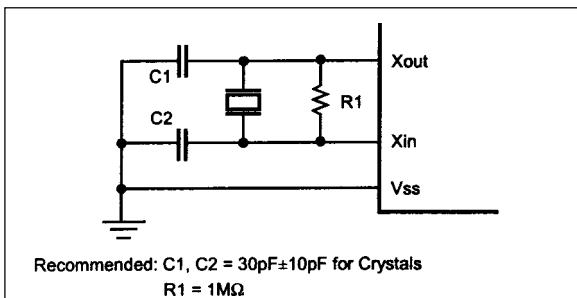 Xout
C1
R1
C2
Xin
Vss
Recommended: C1, C2 = 30pF±10pF for Crystals
R1 = 1MΩ